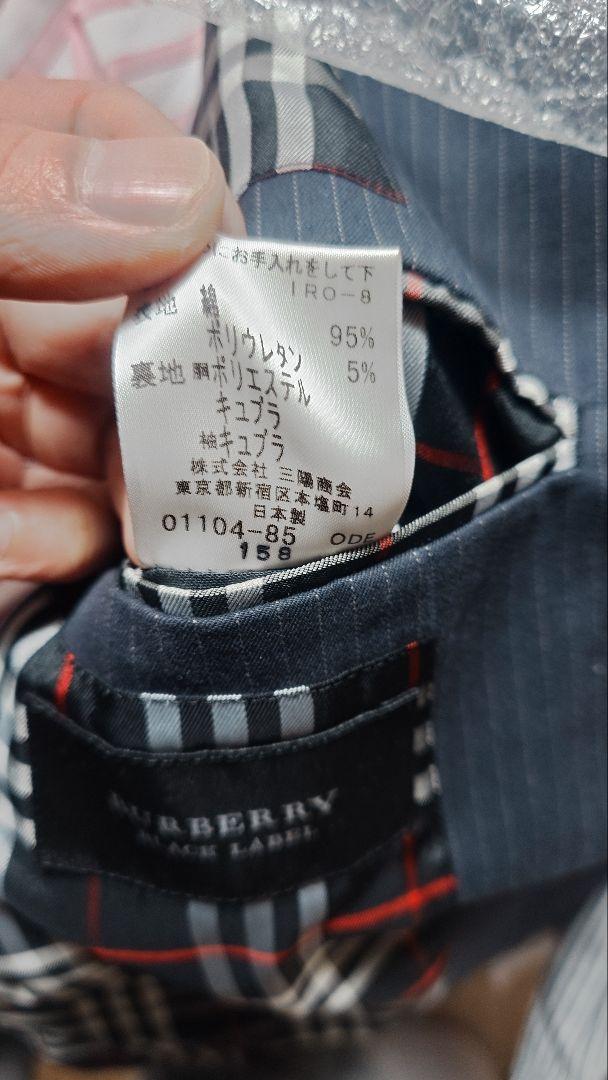 にお手入れをして下
IRO-8
表地 綿 95%
ポリウレタン 5%
裏地 胴ポリエステル
キュプラ
袖キュプラ
株式会社 三陽商会
東京都新宿区本塩町14
日本製
01104-85 ODE
158
BURBERRY
BLACK LABEL